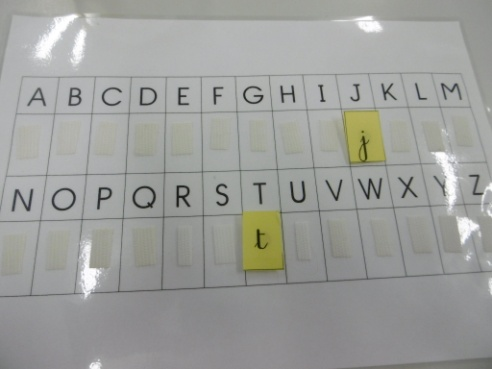 A B C D E F G H I J K L M
j
N O P Q R S T U V W X Y Z
t